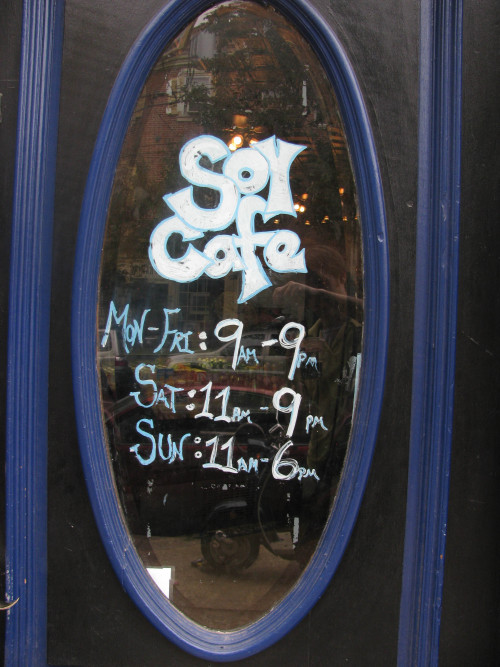 Soy
Cafe
Mon-Fri: 9AM-9PM
Sat: 11AM-9PM
Sun: 11AM-6PM